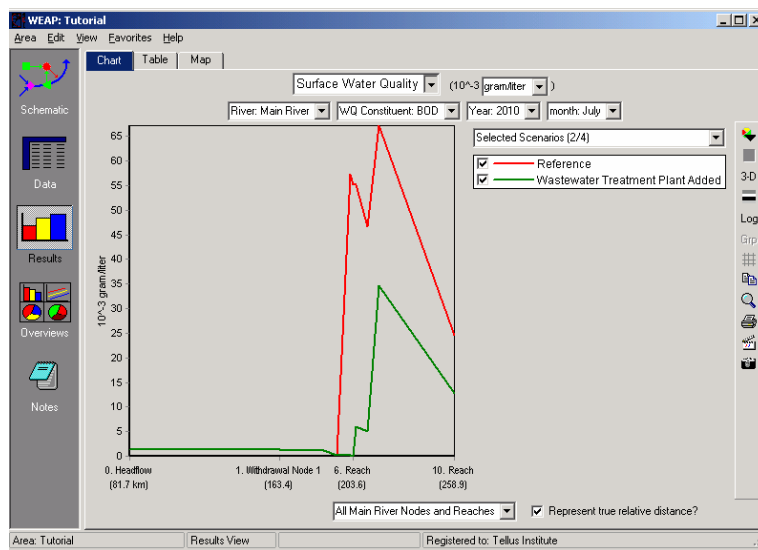 WEAP: Tutorial
Area Edit View Favorites Help
Chart Table Map
Surface Water Quality (10^-3 gram/liter )
River: Main River WQ Constituent: BOD Year: 2010 month: July
Schematic
Data
Results
Overviews
Notes
Selected Scenarios (2/4)
Reference
Wastewater Treatment Plant Added
3-D
Log
Grp
10^-3 gram/liter
65
60
55
50
45
40
35
30
25
20
15
10
5
0
0. Headflow 1. Withdrawal Node 1 6. Reach 10. Reach
(81.7 km) (163.4) (203.6) (258.9)
All Main River Nodes and Reaches Represent true relative distance?
Area: Tutorial Results View Registered to: Tellus Institute